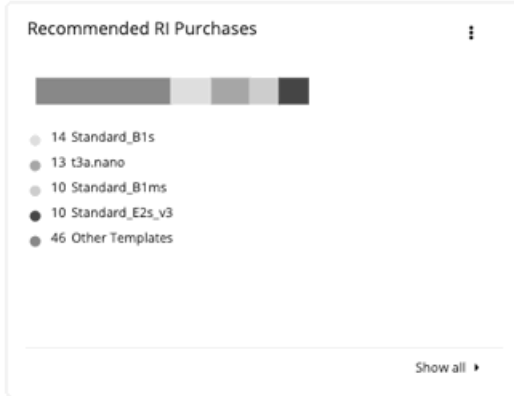 Recommended RI Purchases
14 Standard_B1s
13 t3a.nano
10 Standard_B1ms
10 Standard_E2s_v3
46 Other Templates
Show all